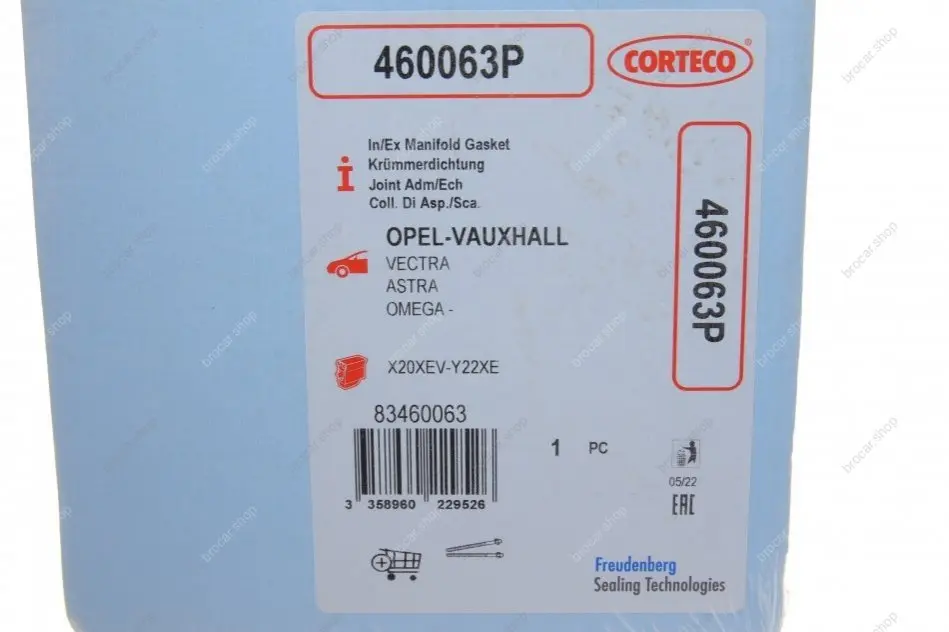 460063P
CORTECO®
In/Ex Manifold Gasket
Krümmerdichtung
Joint Adm/Ech
Coll. Di Asp./Sca.
460063P
OPEL-VAUXHALL
VECTRA
ASTRA
OMEGA -
X20XEV-Y22XE
83460063
1 PC
3 358960 229526
05/22
EAC
Freudenberg
Sealing Technologies
brocar.shop